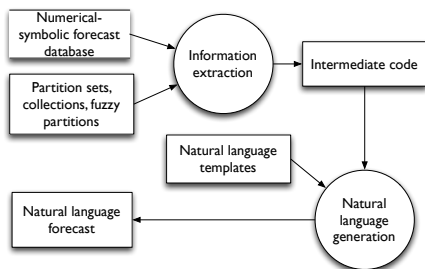 Numerical-
symbolic forecast
database
Information
extraction
Intermediate code
Partition sets,
collections, fuzzy
partitions
Natural language
templates
Natural language
forecast
Natural
language
generation